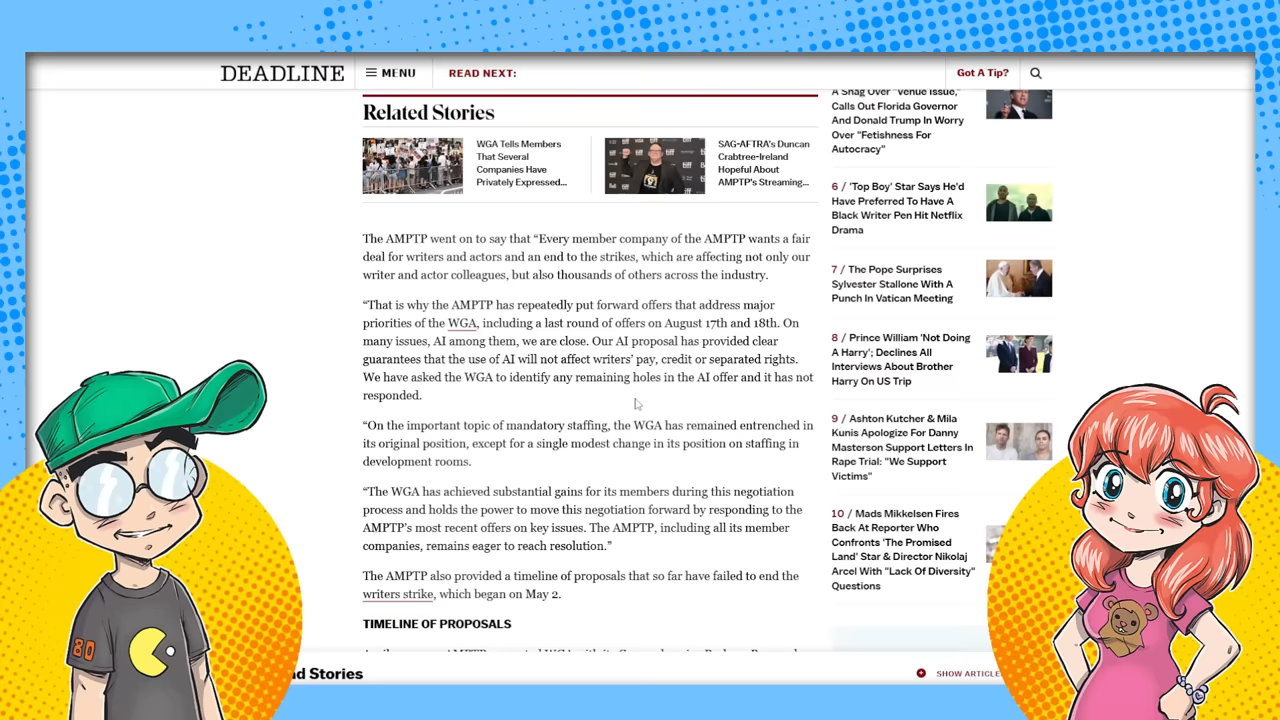 DEADLINE
MENU
READ NEXT:
Got A Tip?
Related Stories
WGA Tells Members
That Several
Companies Have
Privately Expressed...
SAG-AFTRA's Duncan
Crabtree-Ireland
Hopeful About
AMPTP's Streaming...
The AMPTP went on to say that “Every member company of the AMPTP wants a fair
deal for writers and actors and an end to the strikes, which are affecting not only our
writer and actor colleagues, but also thousands of others across the industry.
“That is why the AMPTP has repeatedly put forward offers that address major
priorities of the WGA, including a last round of offers on August 17th and 18th. On
many issues, AI among them, we are close. Our AI proposal has provided clear
guarantees that the use of AI will not affect writers’ pay, credit or separated rights.
We have asked the WGA to identify any remaining holes in the AI offer and it has not
responded.
“On the important topic of mandatory staffing, the WGA has remained entrenched in
its original position, except for a single modest change in its position on staffing in
development rooms.
“The WGA has achieved substantial gains for its members during this negotiation
process and holds the power to move this negotiation forward by responding to the
AMPTP’s most recent offers on key issues. The AMPTP, including all its member
companies, remains eager to reach resolution.”
The AMPTP also provided a timeline of proposals that so far have failed to end the
writers strike, which began on May 2.
TIMELINE OF PROPOSALS
A Snag Over "Venue Issue,"
Calls Out Florida Governor
And Donald Trump In Worry
Over "Fetishness For
Autocracy"
6 / 'Top Boy' Star Says He'd
Have Preferred To Have A
Black Writer Pen Hit Netflix
Drama
7 / The Pope Surprises
Sylvester Stallone With A
Punch In Vatican Meeting
8 / Prince William 'Not Doing
A Harry'; Declines All
Interviews About Brother
Harry On US Trip
9 / Ashton Kutcher & Mila
Kunis Apologize For Danny
Masterson Support Letters In
Rape Trial: "We Support
Victims"
10 / Mads Mikkelsen Fires
Back At Reporter Who
Confronts 'The Promised
Land' Star & Director Nikolaj
Arcel With "Lack Of Diversity"
Questions
Stories
SHOW ARTICLE
80